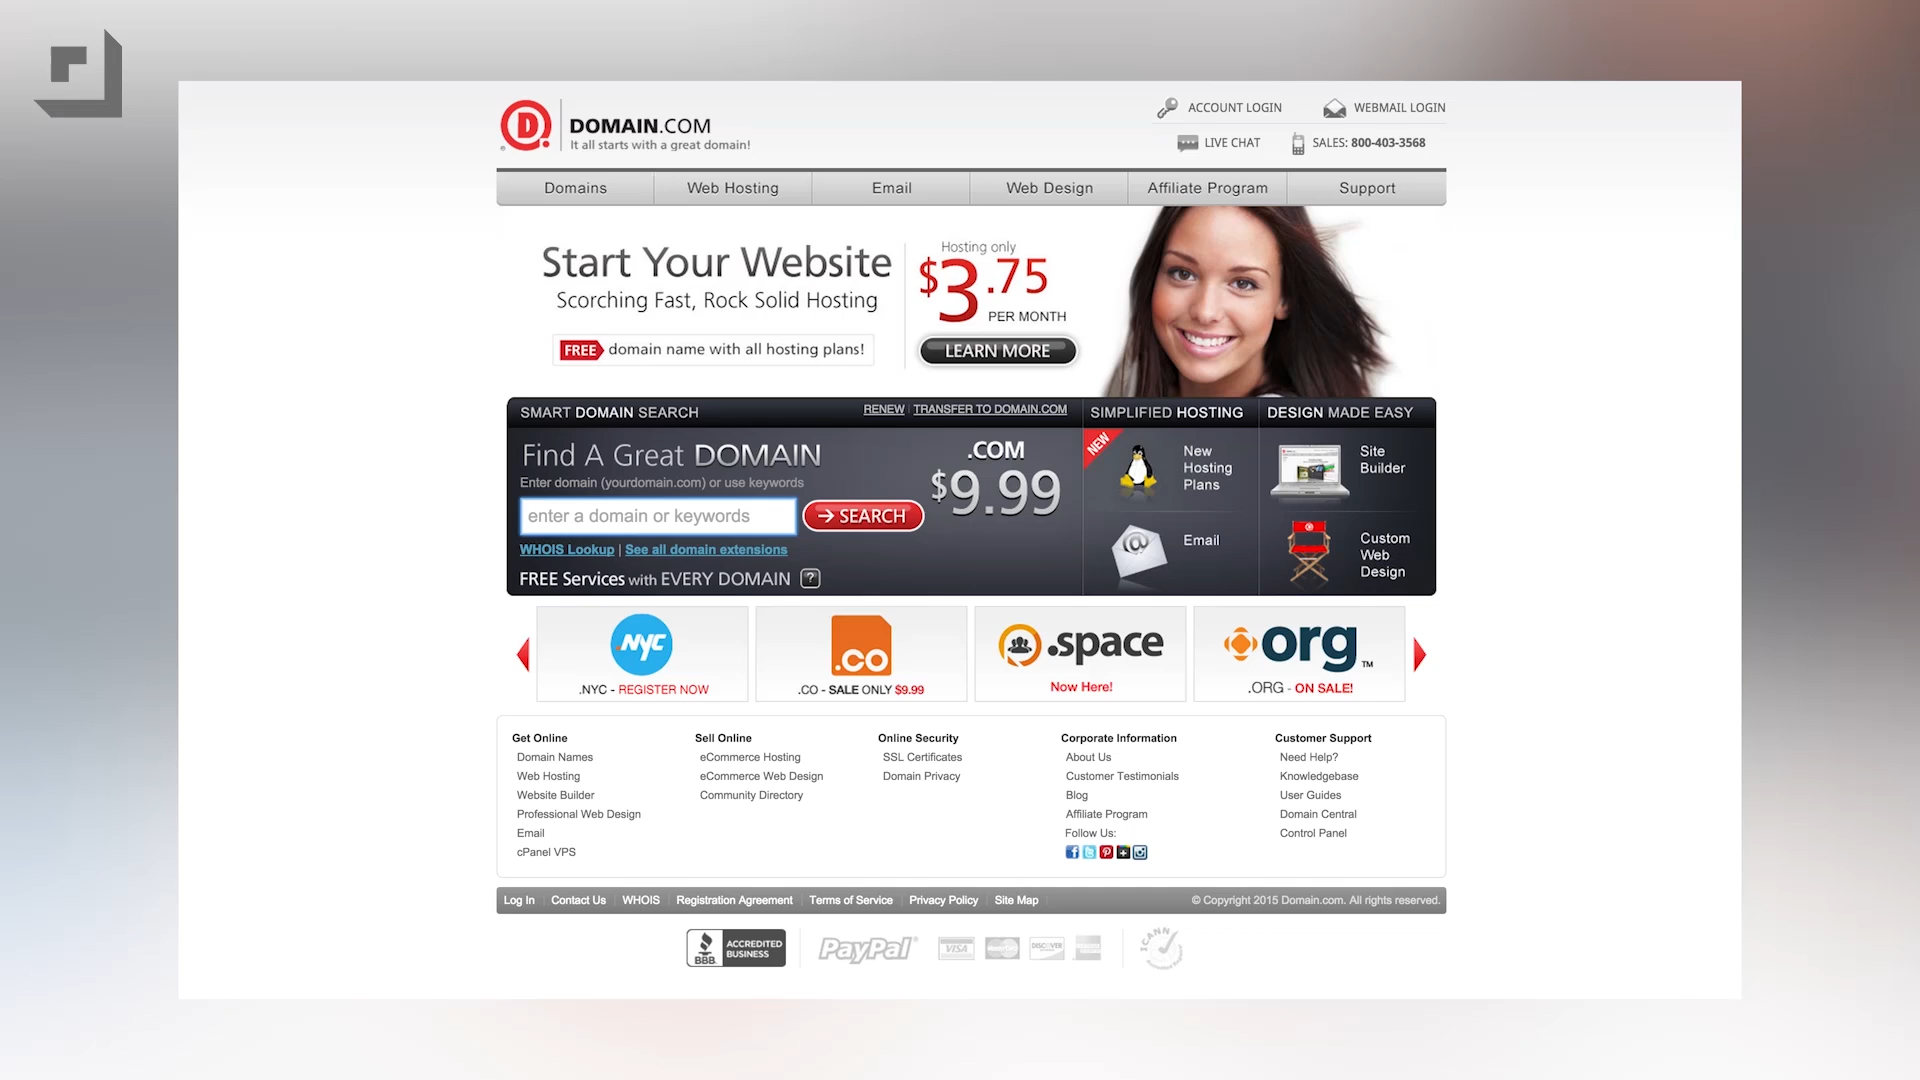 ACCOUNT LOGIN
WEBMAIL LOGIN
DOMAIN.COM
It all starts with a great domain!
LIVE CHAT
SALES: 800-403-3568
Domains
Web Hosting
Email
Web Design
Affiliate Program
Support
Start Your Website
Scorching Fast, Rock Solid Hosting
FREE domain name with all hosting plans!
Hosting only
$3.75
PER MONTH
LEARN MORE
SMART DOMAIN SEARCH
RENEW | TRANSFER TO DOMAIN.COM
Find A Great DOMAIN
Enter domain (yourdomain.com) or use keywords
enter a domain or keywords
SEARCH
WHOIS Lookup | See all domain extensions
FREE Services with EVERY DOMAIN ?
.COM
$9.99
SIMPLIFIED HOSTING
NEW
New
Hosting
Plans
Email
DESIGN MADE EASY
Site
Builder
Custom
Web
Design
.NYC
.NYC - REGISTER NOW
.co
.CO - SALE ONLY $9.99
.space
Now Here!
org™
.ORG - ON SALE!
Get Online
Domain Names
Web Hosting
Website Builder
Professional Web Design
Email
cPanel VPS
Sell Online
eCommerce Hosting
eCommerce Web Design
Community Directory
Online Security
SSL Certificates
Domain Privacy
Corporate Information
About Us
Customer Testimonials
Blog
Affiliate Program
Follow Us:
Customer Support
Need Help?
Knowledgebase
User Guides
Domain Central
Control Panel
Log In
Contact Us
WHOIS
Registration Agreement
Terms of Service
Privacy Policy
Site Map
© Copyright 2015 Domain.com. All rights reserved.
BBB
ACCREDITED
BUSINESS
PayPal
VISA
MasterCard
DISCOVER
ICANN